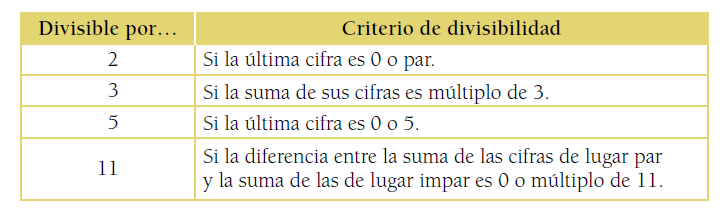 Divisible por… Criterio de divisibilidad
2 Si la última cifra es 0 o par.
3 Si la suma de sus cifras es múltiplo de 3.
5 Si la última cifra es 0 o 5.
11 Si la diferencia entre la suma de las cifras de lugar par
y la suma de las de lugar impar es 0 o múltiplo de 11.